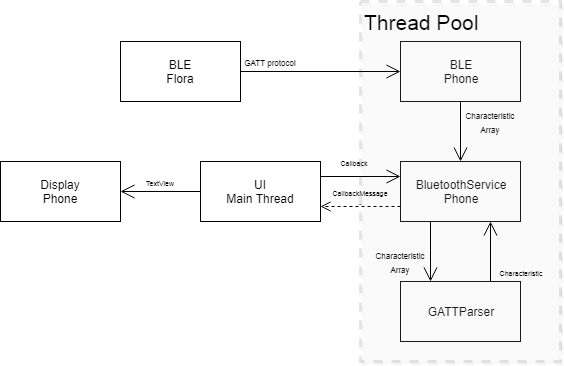 Thread Pool
BLE
Flora
GATT protocol
BLE
Phone
Characteristic
Array
Display
Phone
TextView
UI
Main Thread
Callback
CallbackMessage
BluetoothService
Phone
Characteristic
Array
Characteristic
GATTParser